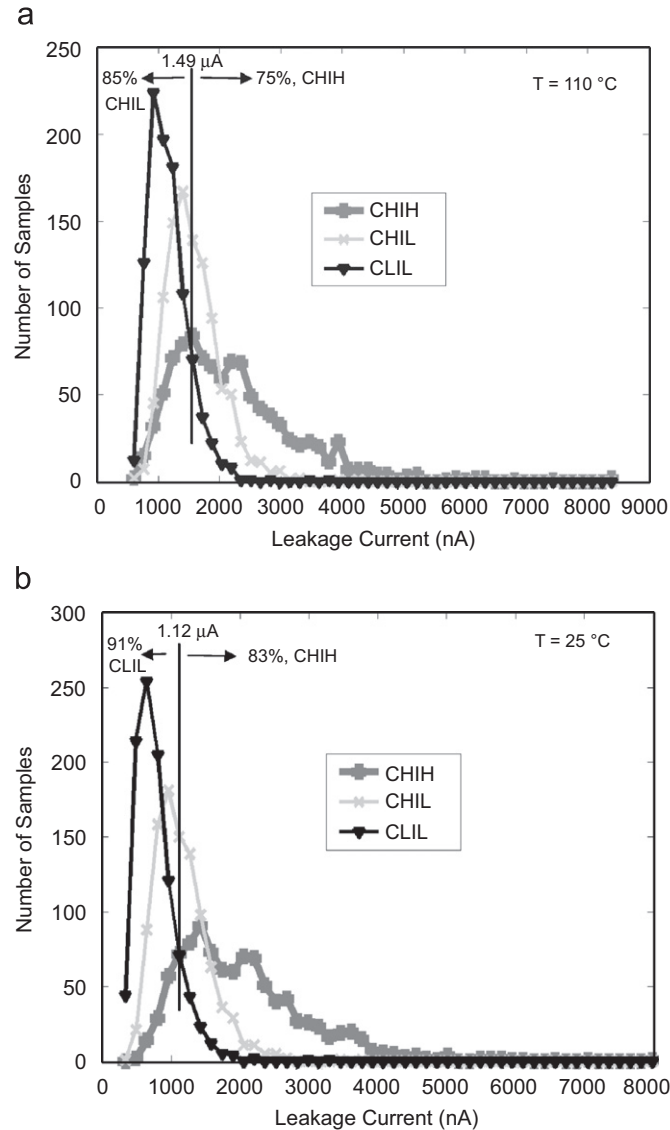 a
250
200
150
100
50
0
Number of Samples
1.49 µA
85%
CHIL
75%, CHIH
T = 110 °C
CHIH
CHIL
CLIL
0 1000 2000 3000 4000 5000 6000 7000 8000 9000
Leakage Current (nA)
b
300
250
200
150
100
50
0
Number of Samples
1.12 µA
91%
CLIL
83%, CHIH
T = 25 °C
CHIH
CHIL
CLIL
0 1000 2000 3000 4000 5000 6000 7000 8000
Leakage Current (nA)